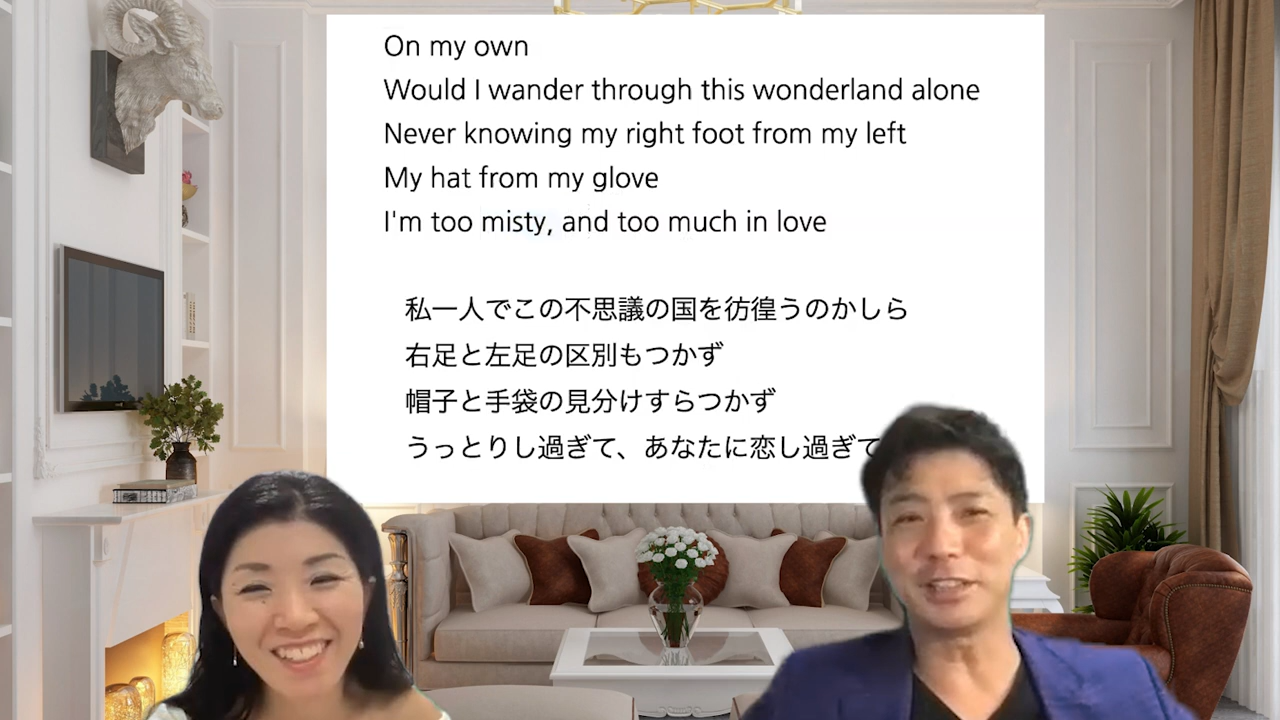 On my own
Would I wander through this wonderland alone
Never knowing my right foot from my left
My hat from my glove
I'm too misty, and too much in love
私一人でこの不思議の国を彷徨うのかしら
右足と左足の区別もつかず
帽子と手袋の見分けすらつかず
うっとりし過ぎて、あなたに恋し過ぎて